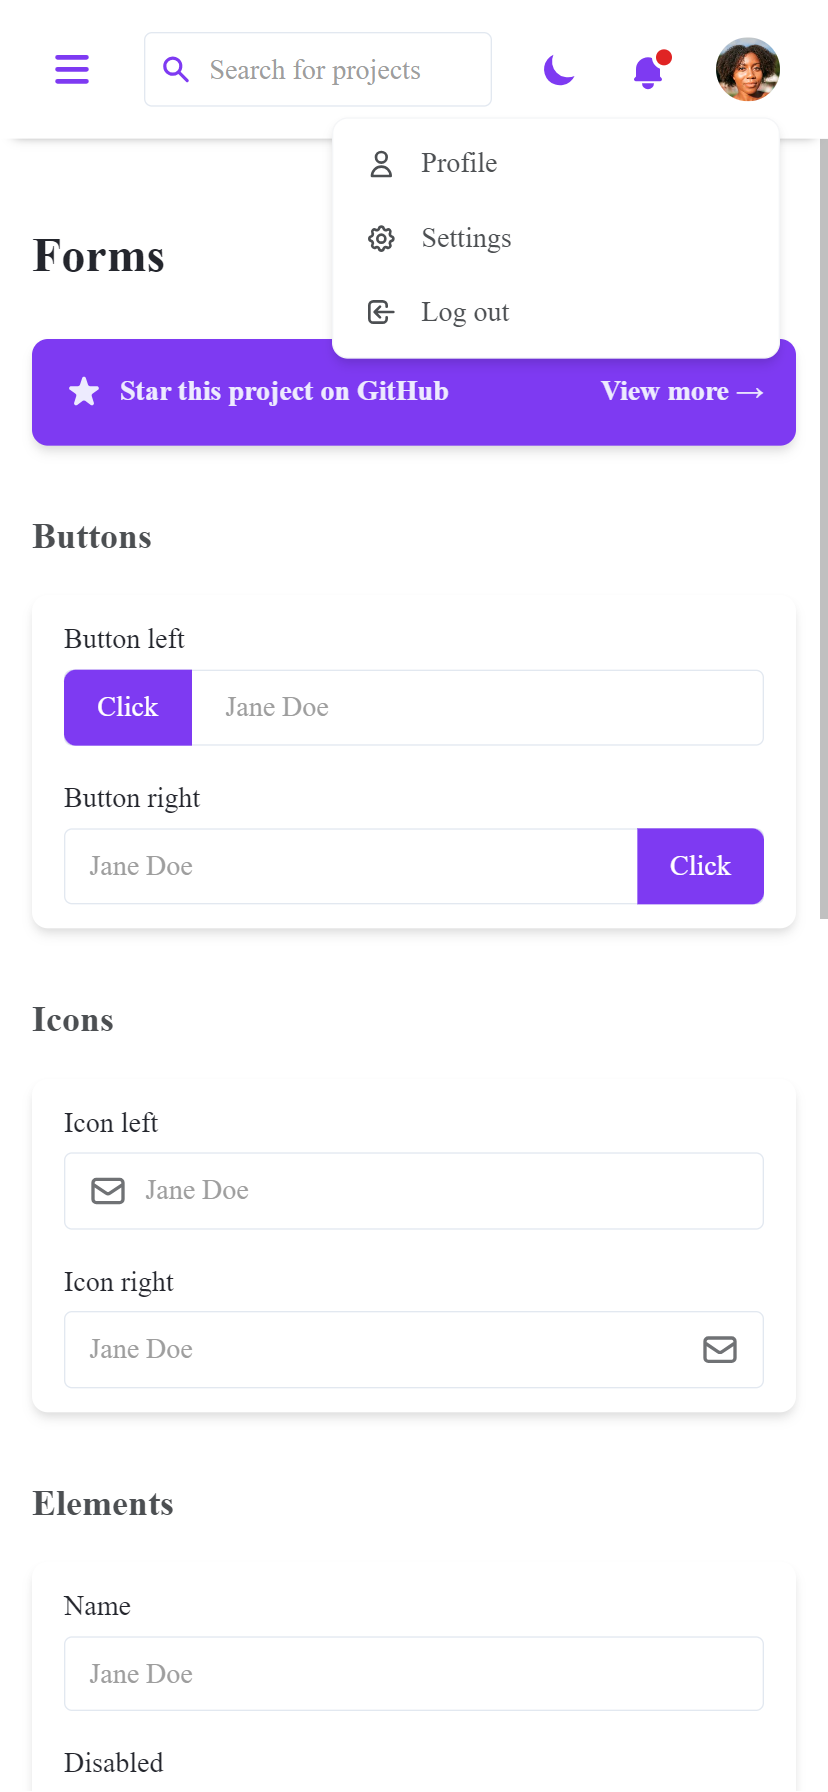 Search for projects
Profile
Settings
Log out
Forms
Star this project on GitHub
View more →
Buttons
Button left
Click
Jane Doe
Button right
Jane Doe
Click
Icons
Icon left
Jane Doe
Icon right
Jane Doe
Elements
Name
Jane Doe
Disabled